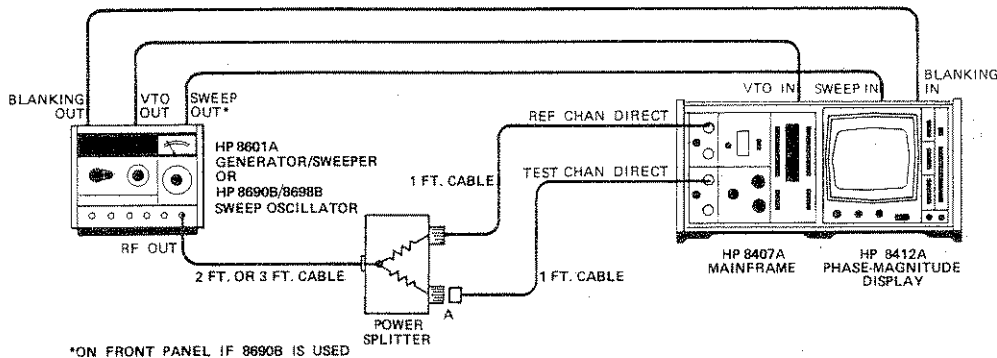 BLANKING
OUT
VTO
OUT
SWEEP
OUT*
VTO IN
SWEEP IN
BLANKING
IN
HP 8601A
GENERATOR/SWEEPER
OR
HP 8690B/8698B
SWEEP OSCILLATOR
REF CHAN DIRECT
1 FT. CABLE
TEST CHAN DIRECT
RF OUT
2 FT. OR 3 FT. CABLE
1 FT. CABLE
A
POWER
SPLITTER
HP 8407A
MAINFRAME
HP 8412A
PHASE-MAGNITUDE
DISPLAY
*ON FRONT PANEL IF 8690B IS USED